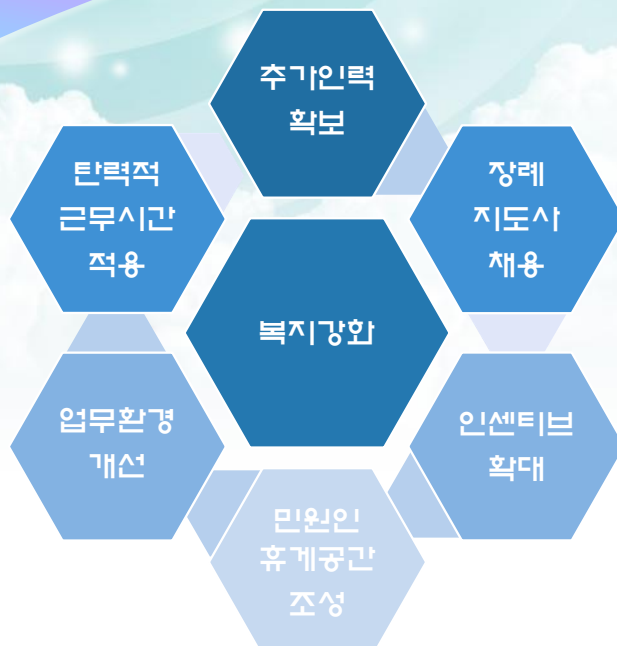 추가인력
확보
장례
지도사
채용
인센티브
확대
민원인
휴게공간
조성
업무환경
개선
탄력적
근무시간
적용
복지강화